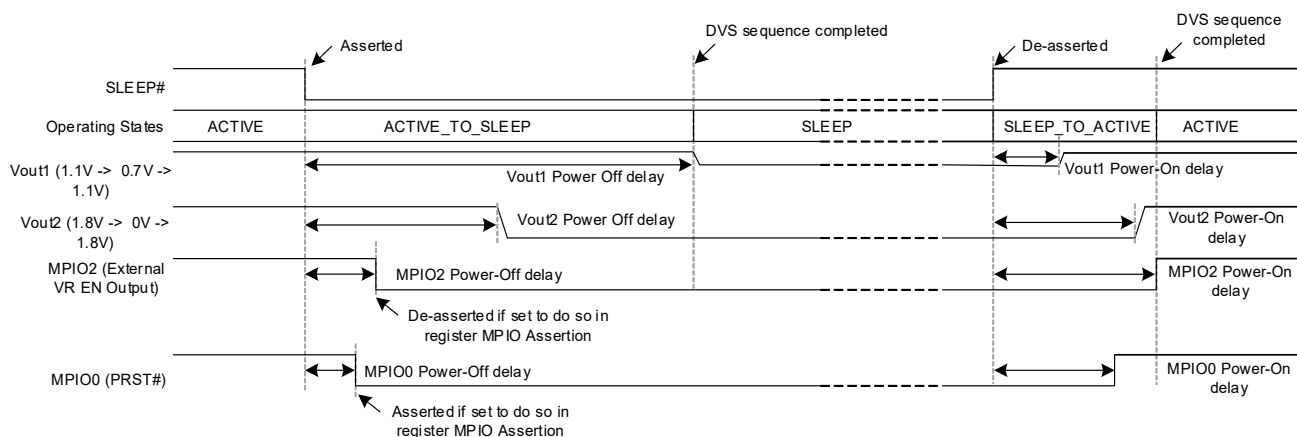 DVS sequence completed
DVS sequence
completed
Asserted
De-asserted
SLEEP#
Operating States
ACTIVE
ACTIVE_TO_SLEEP
SLEEP
SLEEP_TO_ACTIVE
ACTIVE
Vout1 (1.1V -> 0.7V ->
1.1V)
Vout1 Power Off delay
Vout1 Power-On delay
Vout2 (1.8V -> 0V ->
1.8V)
Vout2 Power Off delay
Vout2 Power-On
delay
MPIO2 (External
VR EN Output)
MPIO2 Power-Off delay
MPIO2 Power-On
delay
De-asserted if set to do so in
register MPIO Assertion
MPIO0 (PRST#)
MPIO0 Power-Off delay
MPIO0 Power-On
delay
Asserted if set to do so in
register MPIO Assertion